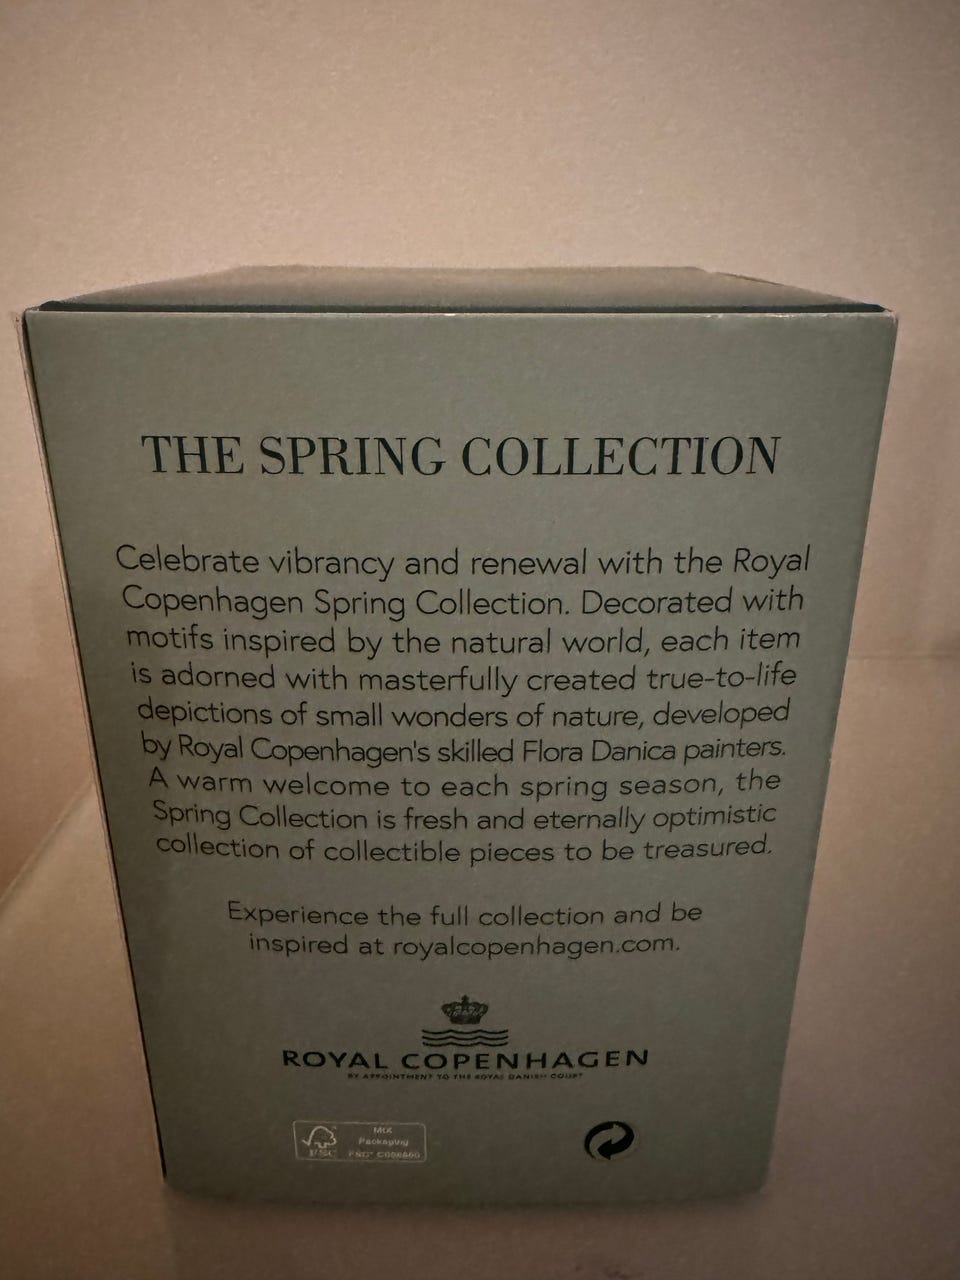 THE SPRING COLLECTION
Celebrate vibrancy and renewal with the Royal
Copenhagen Spring Collection. Decorated with
motifs inspired by the natural world, each item
is adorned with masterfully created true-to-life
depictions of small wonders of nature, developed
by Royal Copenhagen's skilled Flora Danica painters.
A warm welcome to each spring season, the
Spring Collection is fresh and eternally optimistic
collection of collectible pieces to be treasured.
Experience the full collection and be
inspired at royalcopenhagen.com.
ROYAL COPENHAGEN
BY APPOINTMENT TO THE ROYAL DANISH COURT
MIX
Packaging
FSC